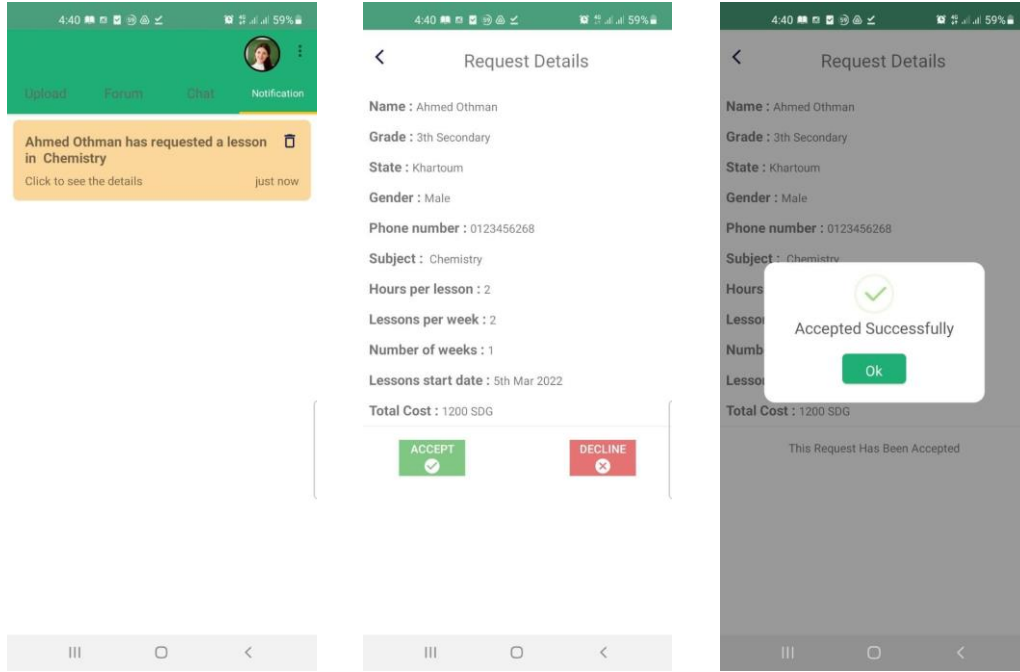 4:40
59%
Upload Forum Chat Notification
Ahmed Othman has requested a lesson
in Chemistry
Click to see the details just now
4:40
59%
Request Details
Name : Ahmed Othman
Grade : 3th Secondary
State : Khartoum
Gender : Male
Phone number : 0123456268
Subject : Chemistry
Hours per lesson : 2
Lessons per week : 2
Number of weeks : 1
Lessons start date : 5th Mar 2022
Total Cost : 1200 SDG
ACCEPT
DECLINE
4:40
59%
Request Details
Name : Ahmed Othman
Grade : 3th Secondary
State : Khartoum
Gender : Male
Phone number : 0123456268
Subject : Chemistry
Hours
Lesso
Accepted Successfully
Numb
Ok
Lesso
Total Cost : 1200 SDG
This Request Has Been Accepted